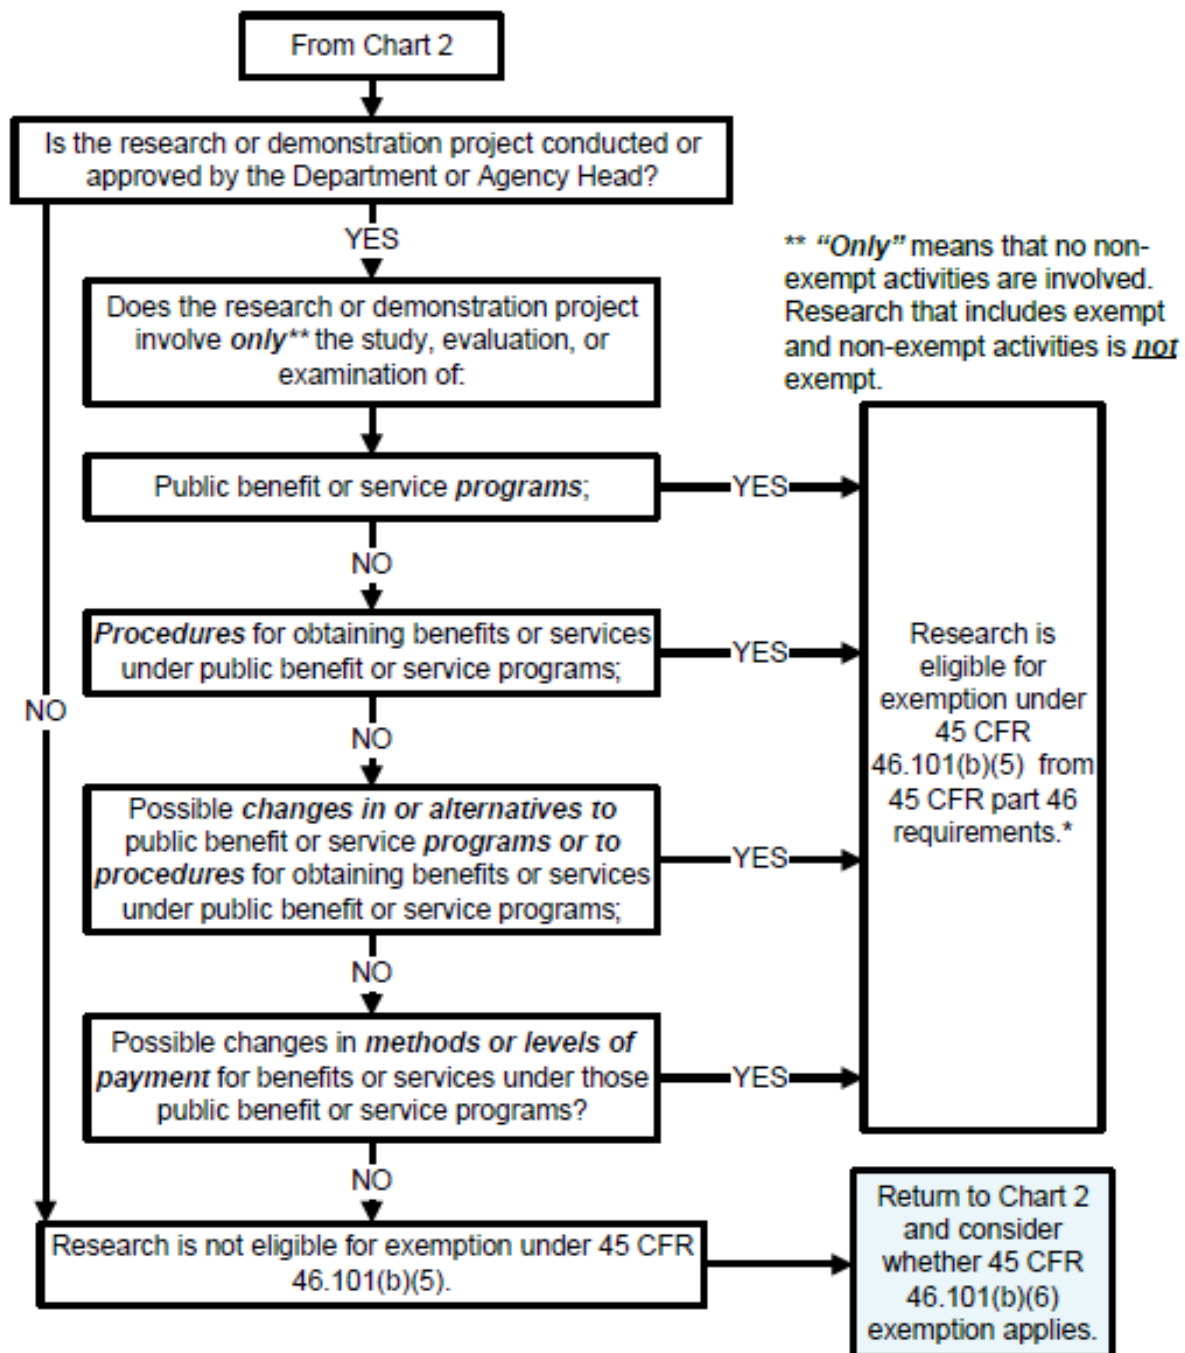 From Chart 2
Is the research or demonstration project conducted or
approved by the Department or Agency Head?
YES
** “Only” means that no non-
exempt activities are involved.
Research that includes exempt
and non-exempt activities is not
exempt.
Does the research or demonstration project
involve only** the study, evaluation, or
examination of:
Public benefit or service programs;
YES
NO
Procedures for obtaining benefits or services
under public benefit or service programs;
YES
NO
NO
Possible changes in or alternatives to
public benefit or service programs or to
procedures for obtaining benefits or services
under public benefit or service programs;
YES
NO
Possible changes in methods or levels of
payment for benefits or services under those
public benefit or service programs?
YES
NO
Research is
eligible for
exemption under
45 CFR
46.101(b)(5) from
45 CFR part 46
requirements.*
Research is not eligible for exemption under 45 CFR
46.101(b)(5).
Return to Chart 2
and consider
whether 45 CFR
46.101(b)(6)
exemption applies.